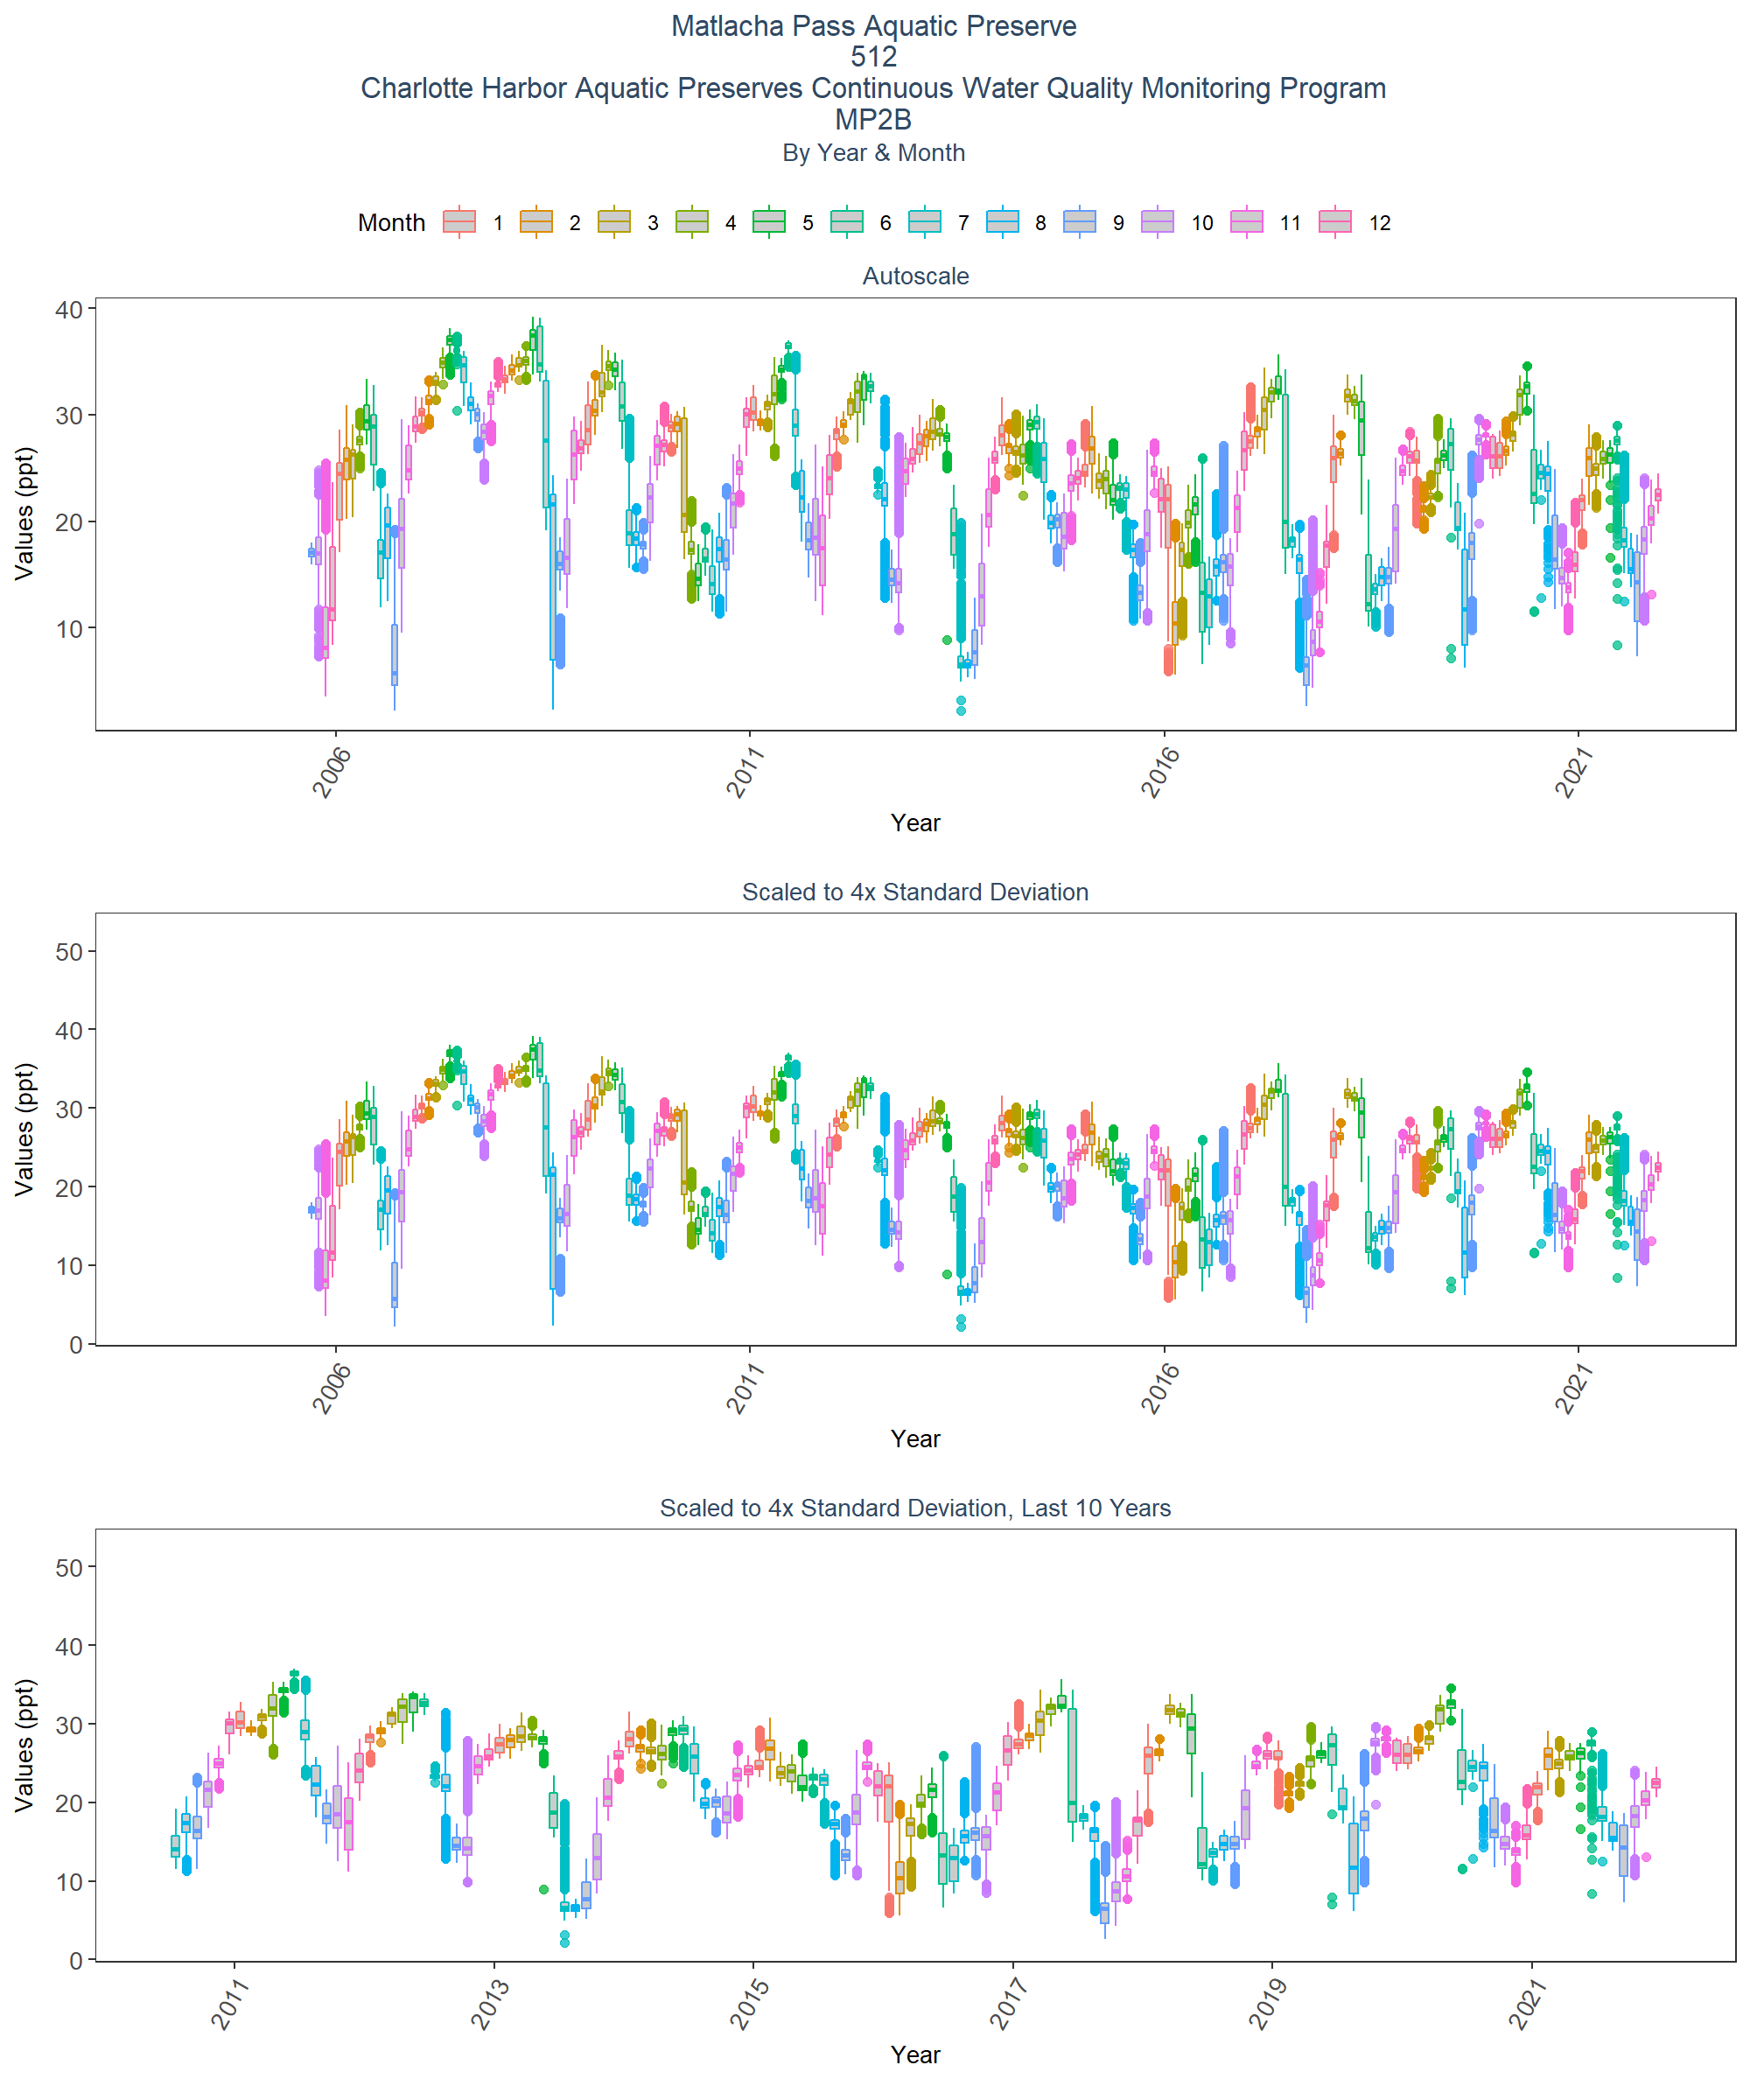 Matlacha Pass Aquatic Preserve
512
Charlotte Harbor Aquatic Preserves Continuous Water Quality Monitoring Program
MP2B
By Year & Month
Month 1 2 3 4 5 6 7 8 9 10 11 12
Autoscale
Values (ppt)
40
30
20
10
2006 2011 2016 2021
Year
Scaled to 4x Standard Deviation
Values (ppt)
50
40
30
20
10
0
2006 2011 2016 2021
Year
Scaled to 4x Standard Deviation, Last 10 Years
Values (ppt)
50
40
30
20
10
0
2011 2013 2015 2017 2019 2021
Year